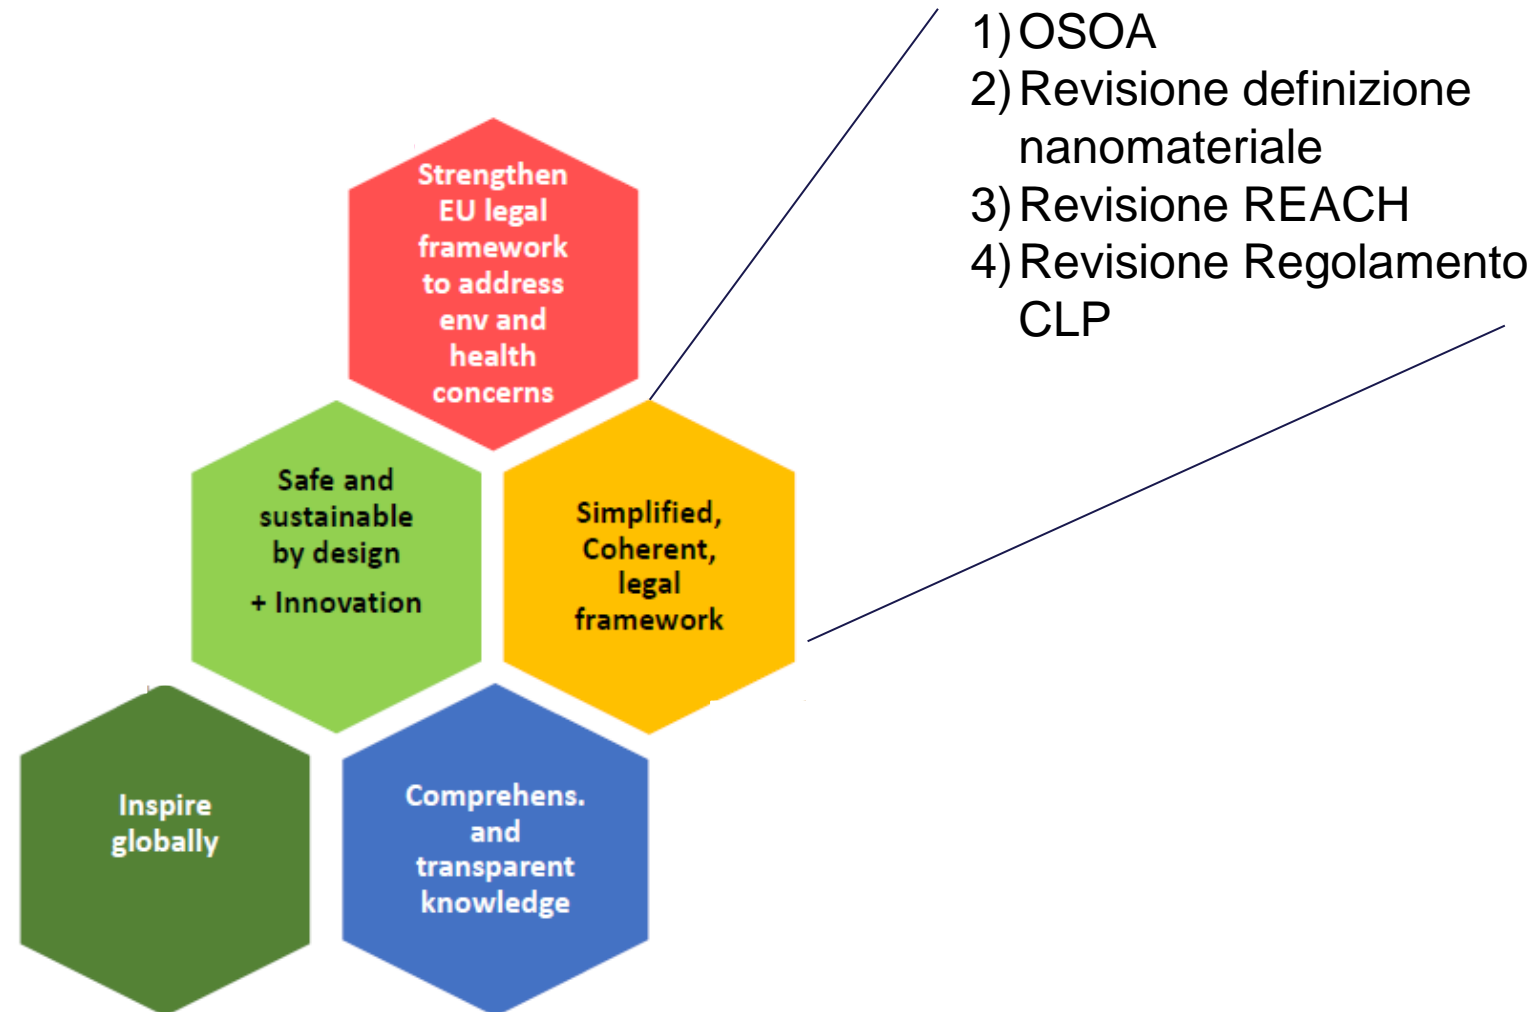 1) OSOA
2) Revisione definizione
nanomateriale
3) Revisione REACH
4) Revisione Regolamento
CLP
Strengthen
EU legal
framework
to address
env and
health
concerns
Safe and
sustainable
by design
+ Innovation
Simplified,
Coherent,
legal
framework
Inspire
globally
Comprehens.
and
transparent
knowledge